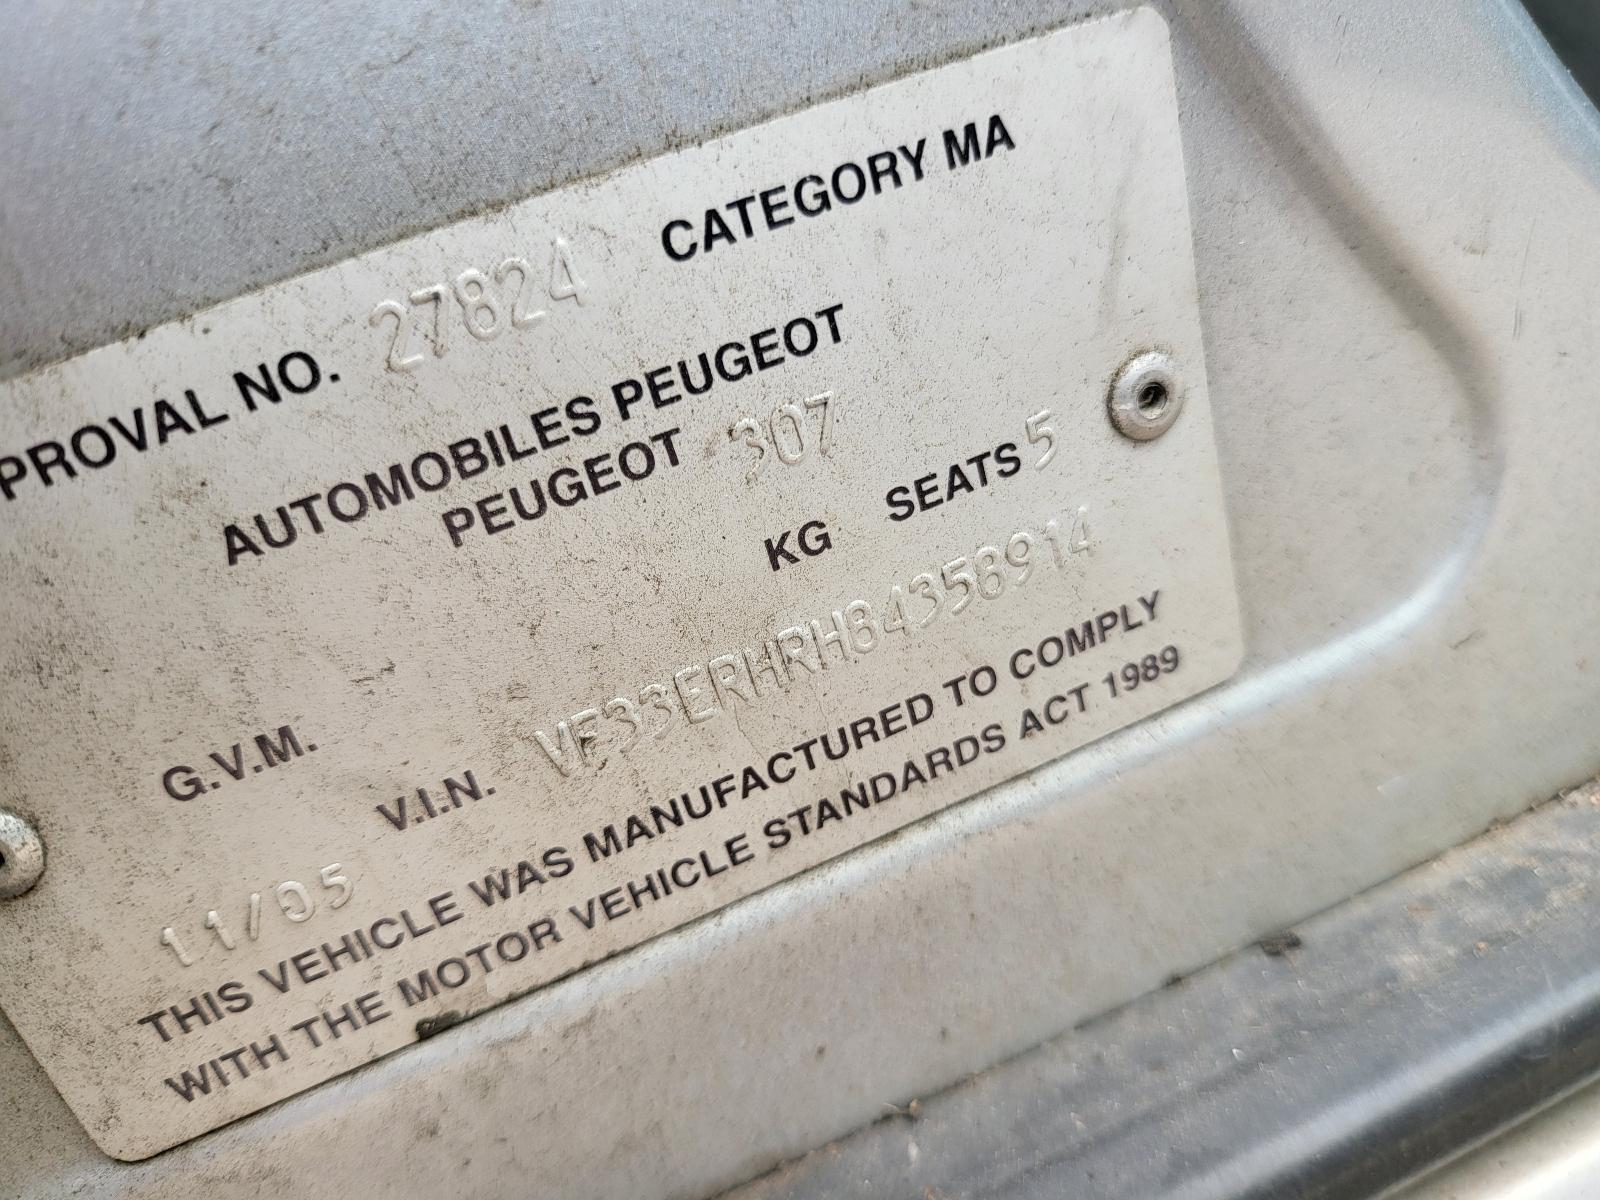 PROVAL NO. 27824 CATEGORY MA
AUTOMOBILES PEUGEOT
PEUGEOT 307
G.V.M. KG SEATS 5
V.I.N. VF33ERHRH84358914
11/05
THIS VEHICLE WAS MANUFACTURED TO COMPLY
WITH THE MOTOR VEHICLE STANDARDS ACT 1989